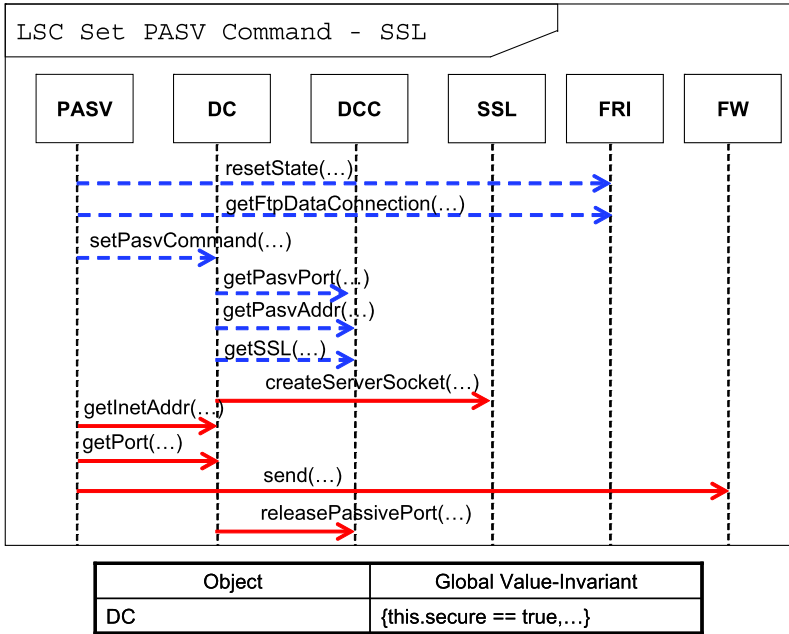 LSC Set PASV Command - SSL
PASV DC DCC SSL FRI FW
resetState(…)
getFtpDataConnection(…)
setPasvCommand(…)
getPasvPort(…)
getPasvAddr(…)
getSSL(…)
createServerSocket(…)
getInetAddr(…)
getPort(…)
send(…)
releasePassivePort(…)
Object Global Value-Invariant
DC {this.secure == true,…}